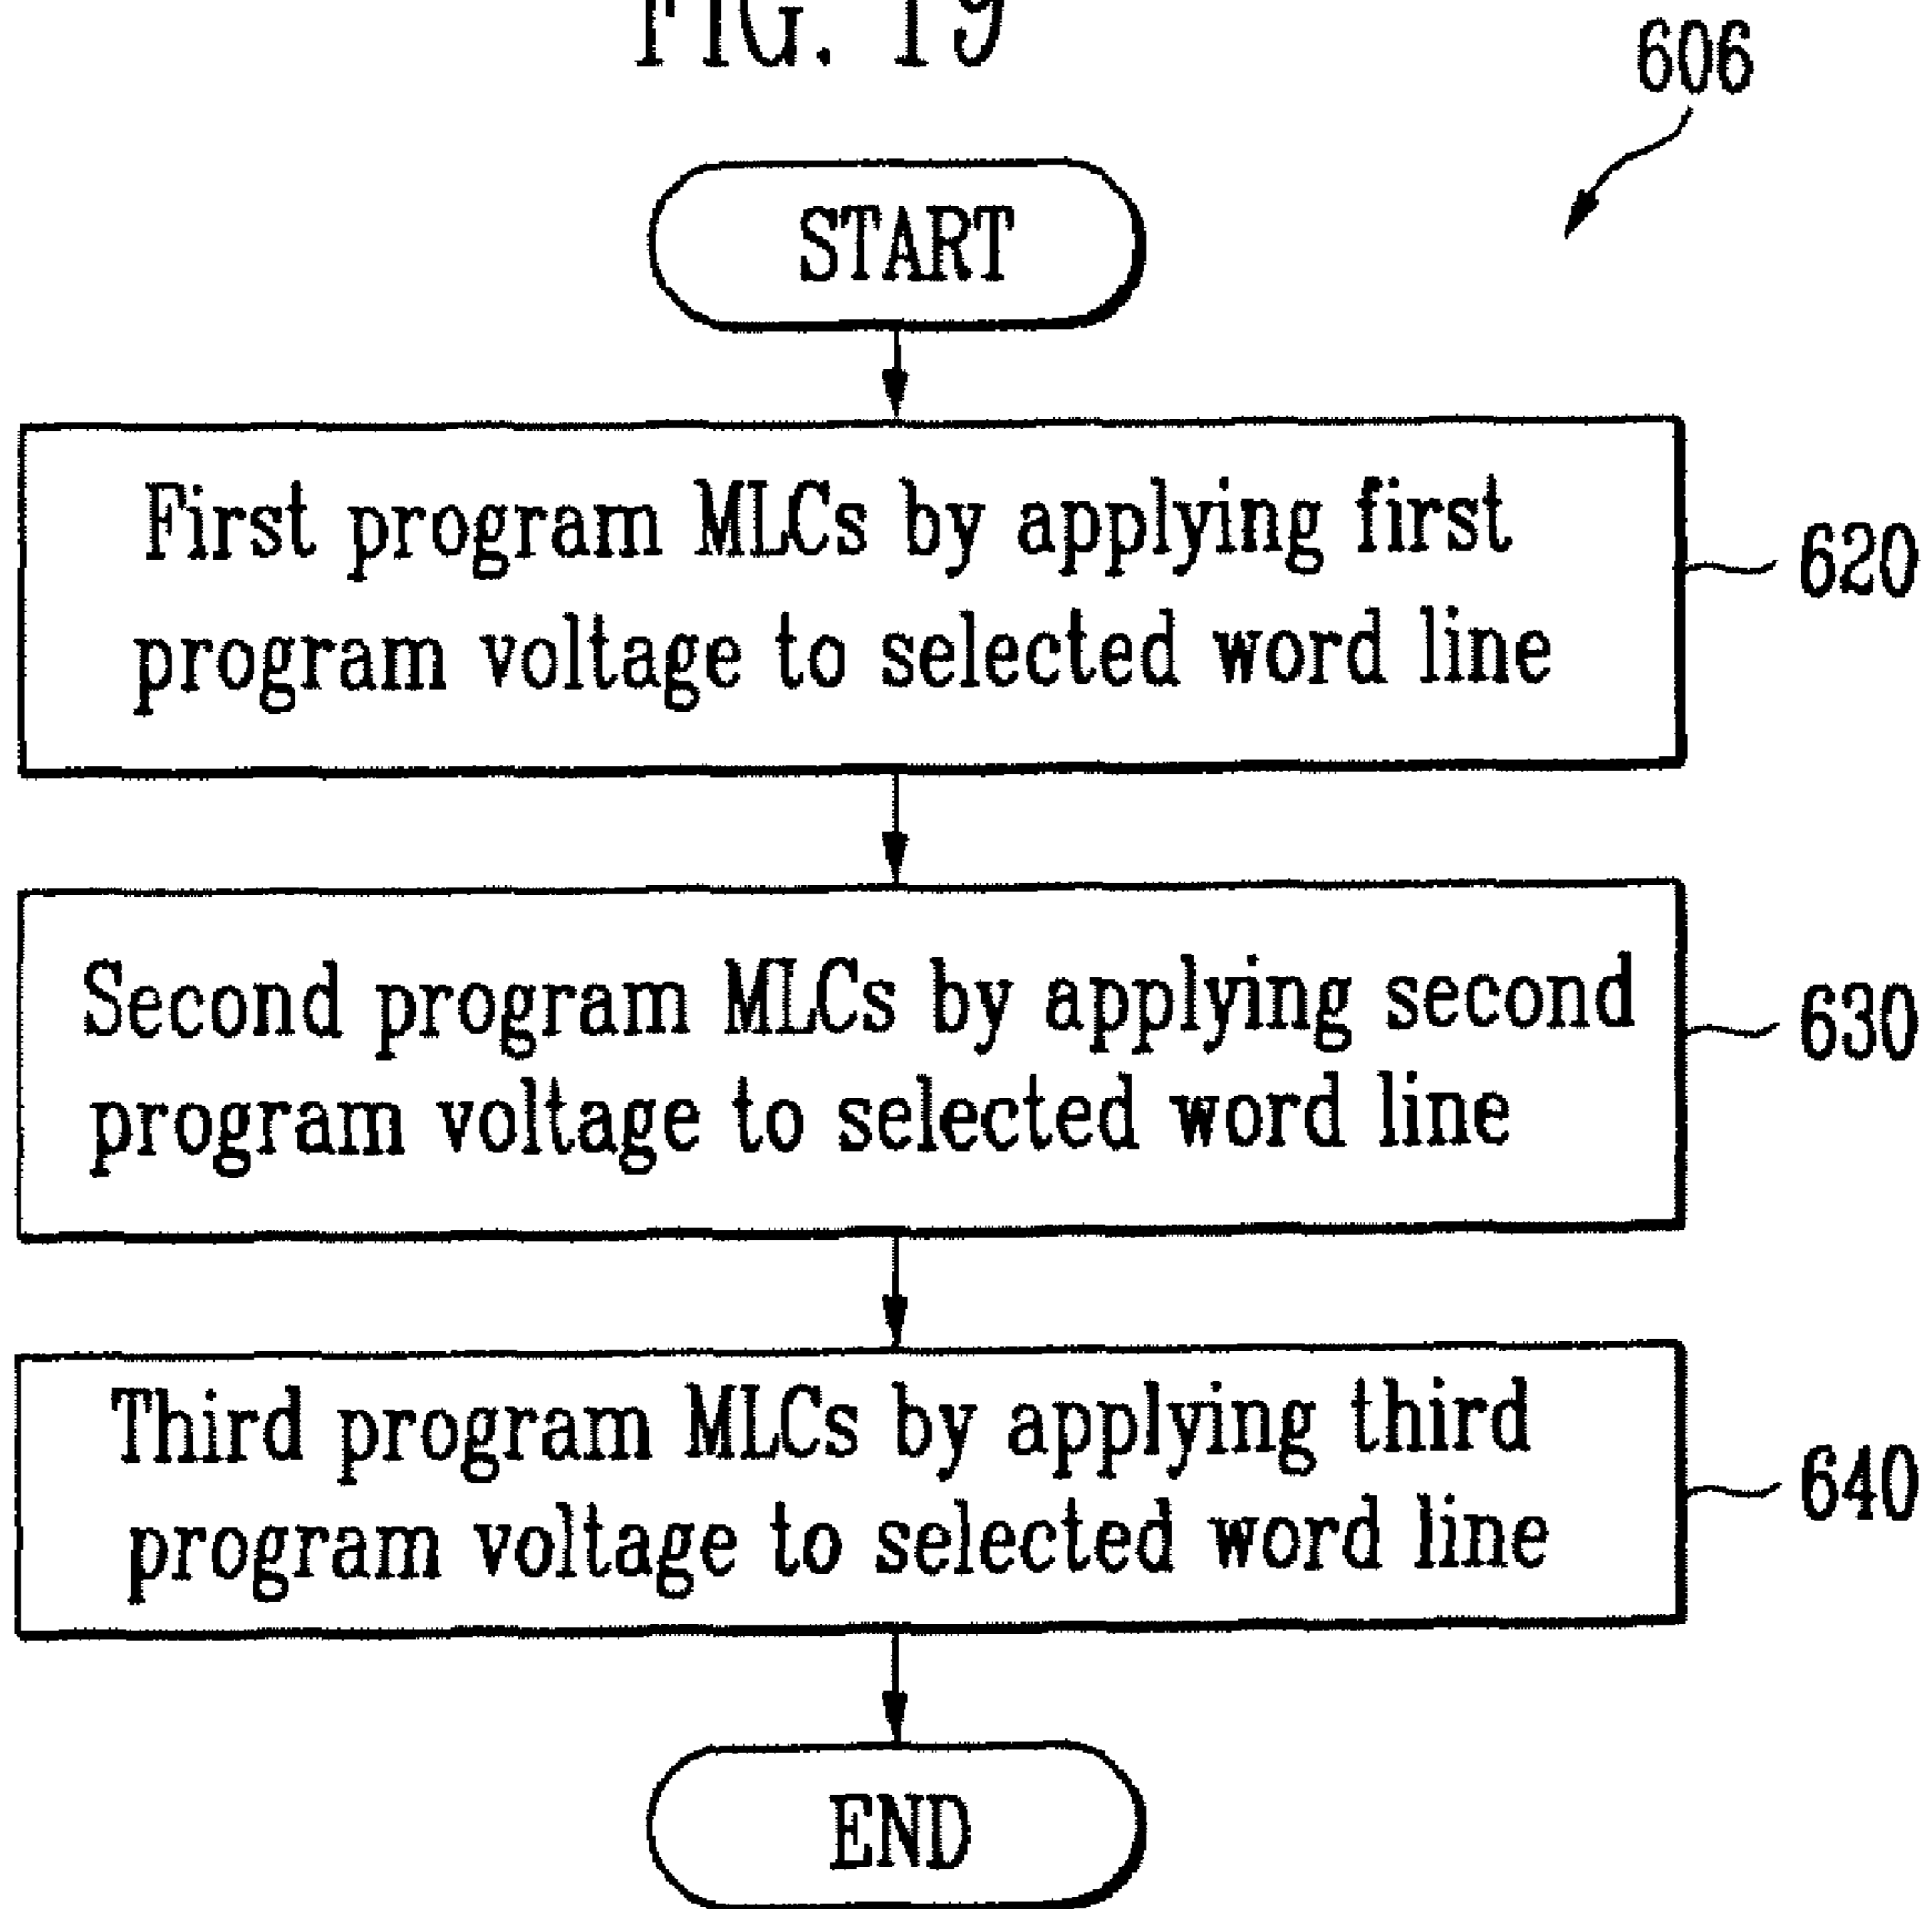 FIG. 19
606
START
First program MLCs by applying first
program voltage to selected word line
620
Second program MLCs by applying second
program voltage to selected word line
630
Third program MLCs by applying third
program voltage to selected word line
640
END